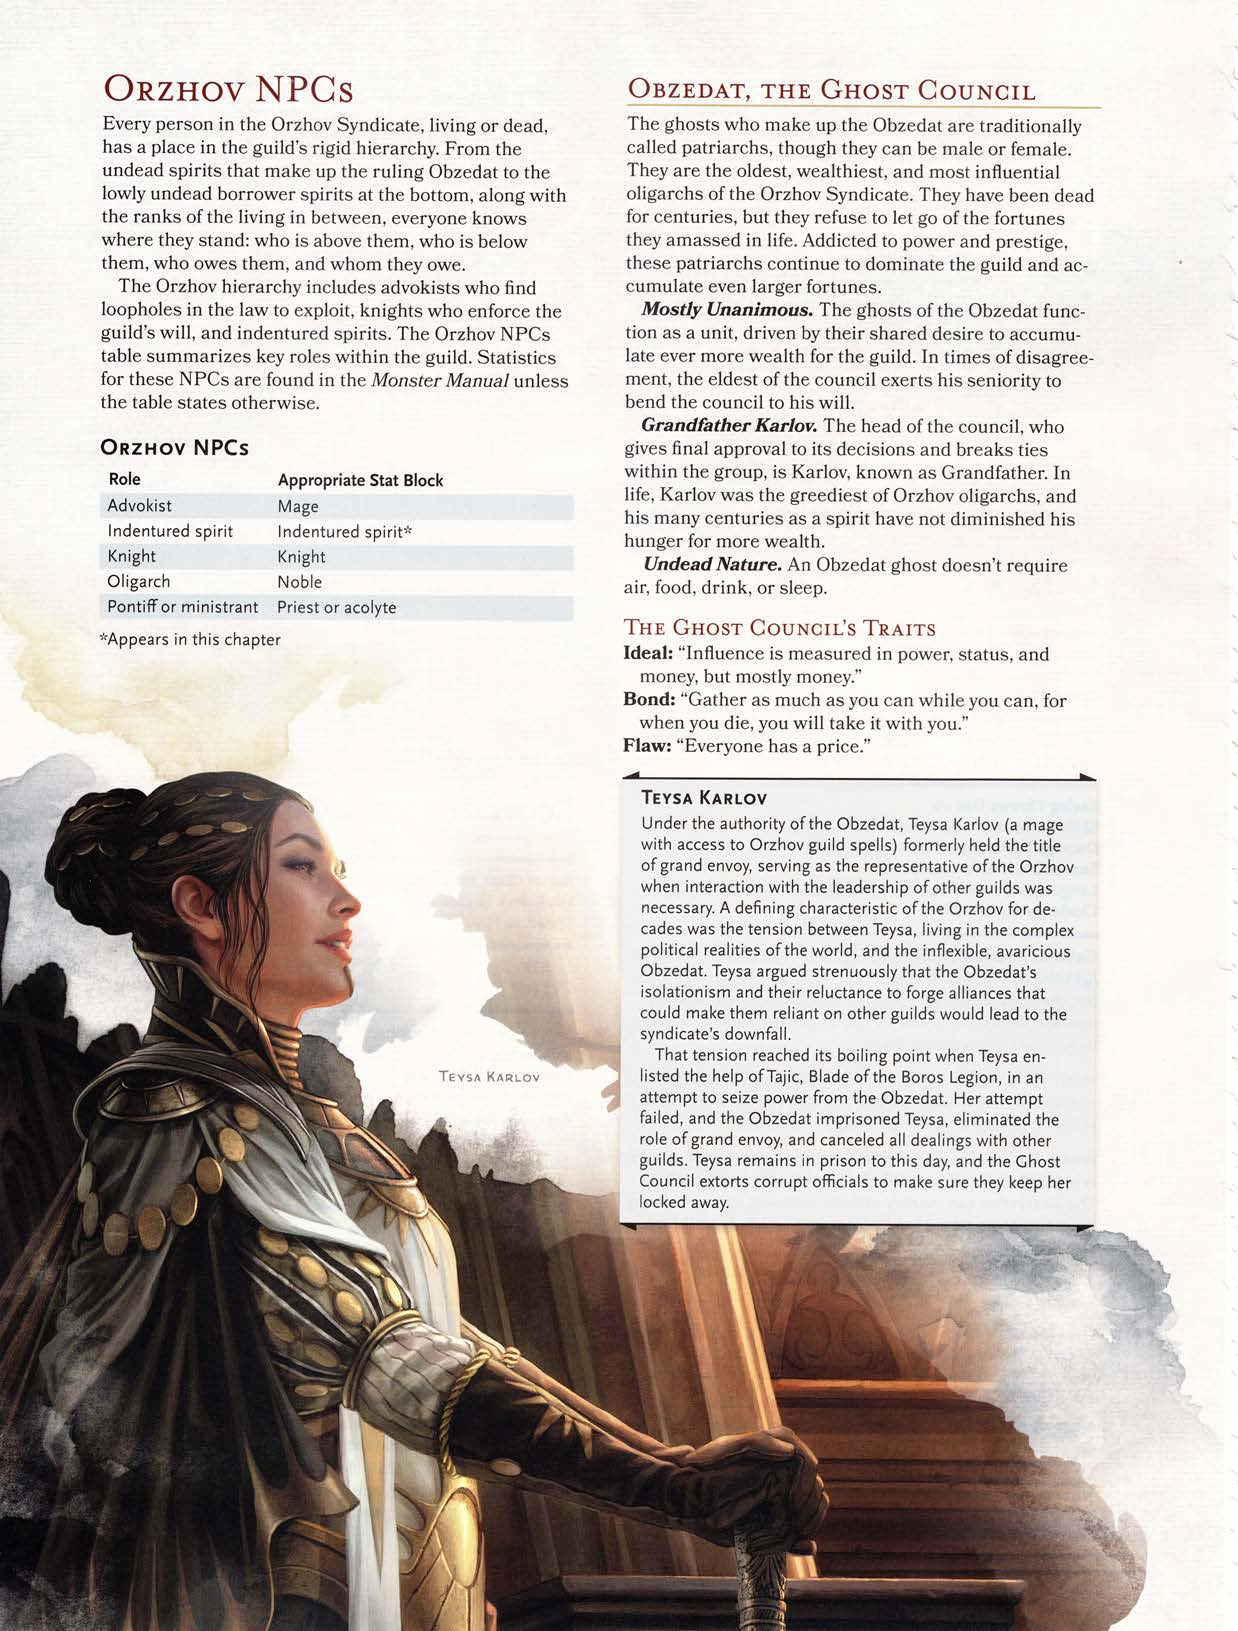 Orzhov NPCs
Every person in the Orzhov Syndicate, living or dead,
has a place in the guild's rigid hierarchy. From the
undead spirits that make up the ruling Obzedat to the
lowly undead borrower spirits at the bottom, along with
the ranks of the living in between, everyone knows
where they stand: who is above them, who is below
them, who owes them, and whom they owe.
The Orzhov hierarchy includes advokists who find
loopholes in the law to exploit, knights who enforce the
guild's will, and indentured spirits. The Orzhov NPCs
table summarizes key roles within the guild. Statistics
for these NPCs are found in the Monster Manual unless
the table states otherwise.
Orzhov NPCs
Role Appropriate Stat Block
Advokist Mage
Indentured spirit Indentured spirit*
Knight Knight
Oligarch Noble
Pontiff or ministrant Priest or acolyte
*Appears in this chapter
Teysa Karlov
Obzedat, the Ghost Council
The ghosts who make up the Obzedat are traditionally
called patriarchs, though they can be male or female.
They are the oldest, wealthiest, and most influential
oligarchs of the Orzhov Syndicate. They have been dead
for centuries, but they refuse to let go of the fortunes
they amassed in life. Addicted to power and prestige,
these patriarchs continue to dominate the guild and ac-
cumulate even larger fortunes.
Mostly Unanimous. The ghosts of the Obzedat func-
tion as a unit, driven by their shared desire to accumu-
late ever more wealth for the guild. In times of disagree-
ment, the eldest of the council exerts his seniority to
bend the council to his will.
Grandfather Karlov. The head of the council, who
gives final approval to its decisions and breaks ties
within the group, is Karlov, known as Grandfather. In
life, Karlov was the greediest of Orzhov oligarchs, and
his many centuries as a spirit have not diminished his
hunger for more wealth.
Undead Nature. An Obzedat ghost doesn't require
air, food, drink, or sleep.
The Ghost Council's Traits
Ideal: "Influence is measured in power, status, and
money, but mostly money."
Bond: "Gather as much as you can while you can, for
when you die, you will take it with you."
Flaw: "Everyone has a price."
Teysa Karlov
Under the authority of the Obzedat, Teysa Karlov (a mage
with access to Orzhov guild spells) formerly held the title
of grand envoy, serving as the representative of the Orzhov
when interaction with the leadership of other guilds was
necessary. A defining characteristic of the Orzhov for de-
cades was the tension between Teysa, living in the complex
political realities of the world, and the inflexible, avaricious
Obzedat. Teysa argued strenuously that the Obzedat's
isolationism and their reluctance to forge alliances that
could make them reliant on other guilds would lead to the
syndicate's downfall.
That tension reached its boiling point when Teysa en-
listed the help of Tajic, Blade of the Boros Legion, in an
attempt to seize power from the Obzedat. Her attempt
failed, and the Obzedat imprisoned Teysa, eliminated the
role of grand envoy, and canceled all dealings with other
guilds. Teysa remains in prison to this day, and the Ghost
Council extorts corrupt officials to make sure they keep her
locked away.